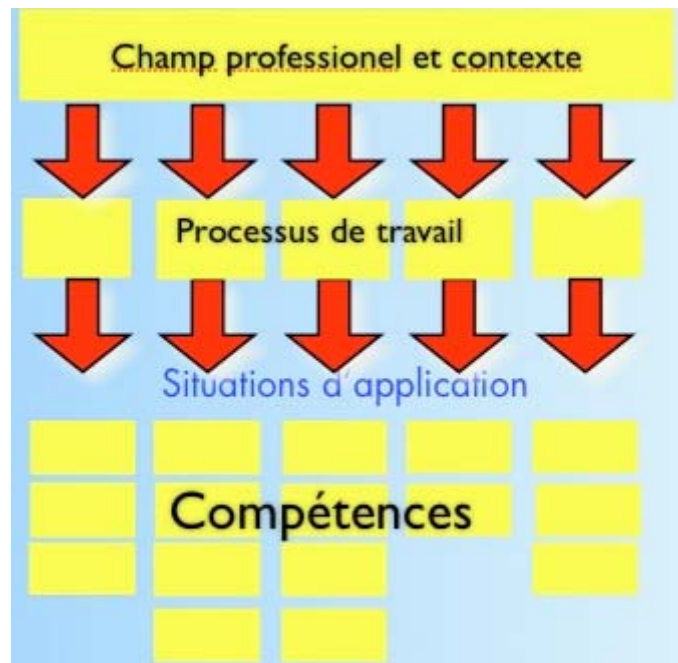 Champ professionel et contexte
Processus de travail
Situations d'application
Compétences